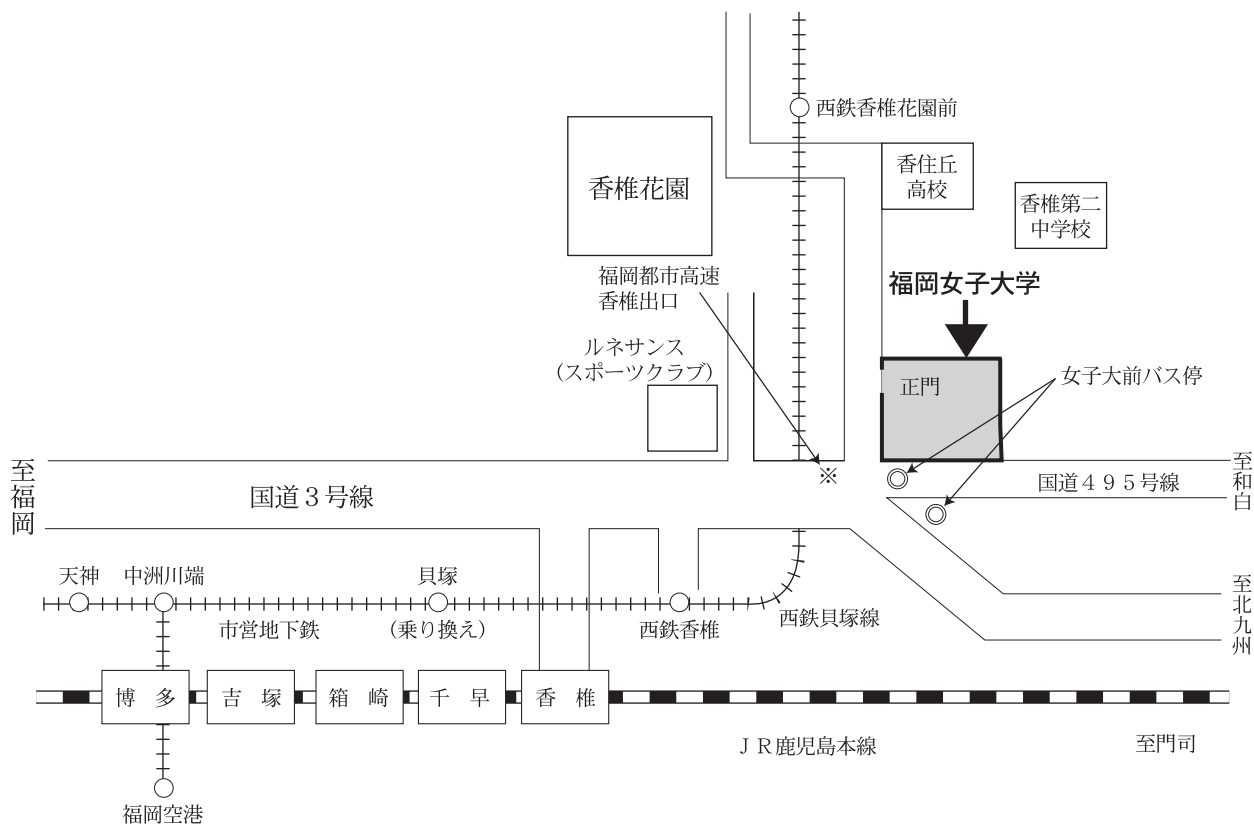 西鉄香椎花園前
香椎花園
香住丘
高校
香椎第二
中学校
福岡都市高速
香椎出口
福岡女子大学
ルネサンス
(スポーツクラブ)
正門
女子大前バス停
至福岡
国道3号線
※
国道495号線
至和白
天神
中洲川端
貝塚
市営地下鉄
(乗り換え)
西鉄香椎
西鉄貝塚線
至北九州
博多
吉塚
箱崎
千早
香椎
JR鹿児島本線
至門司
福岡空港